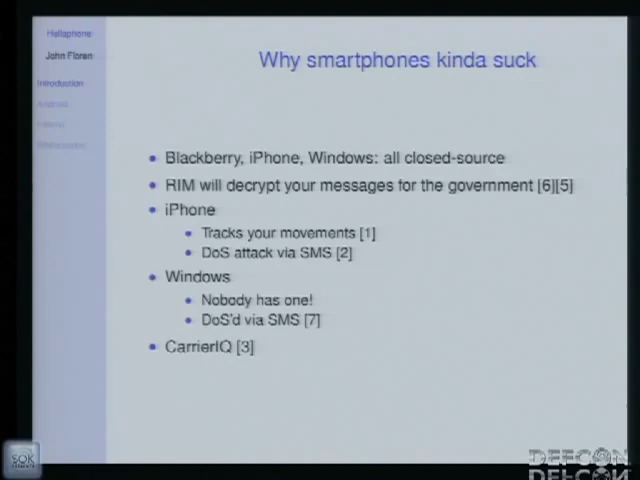 Hellaphone
John Floren
Introduction
Android
Inferno
Why smartphones kinda suck
Blackberry, iPhone, Windows: all closed-source
RIM will decrypt your messages for the government [6][5]
iPhone
Tracks your movements [1]
DoS attack via SMS [2]
Windows
Nobody has one!
DoS'd via SMS [7]
CarrierIQ [3]
SOK
DEFCON
DEFCON